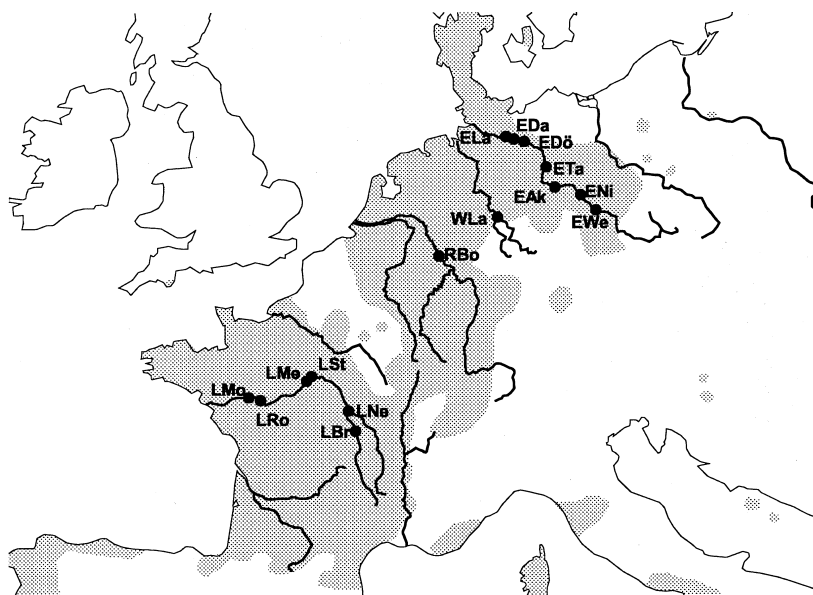 EDa
ELa
EDö
ETa
EAk
ENi
WLa
EWe
RBo
LSt
LMe
LMo
LNe
LRo
LBr